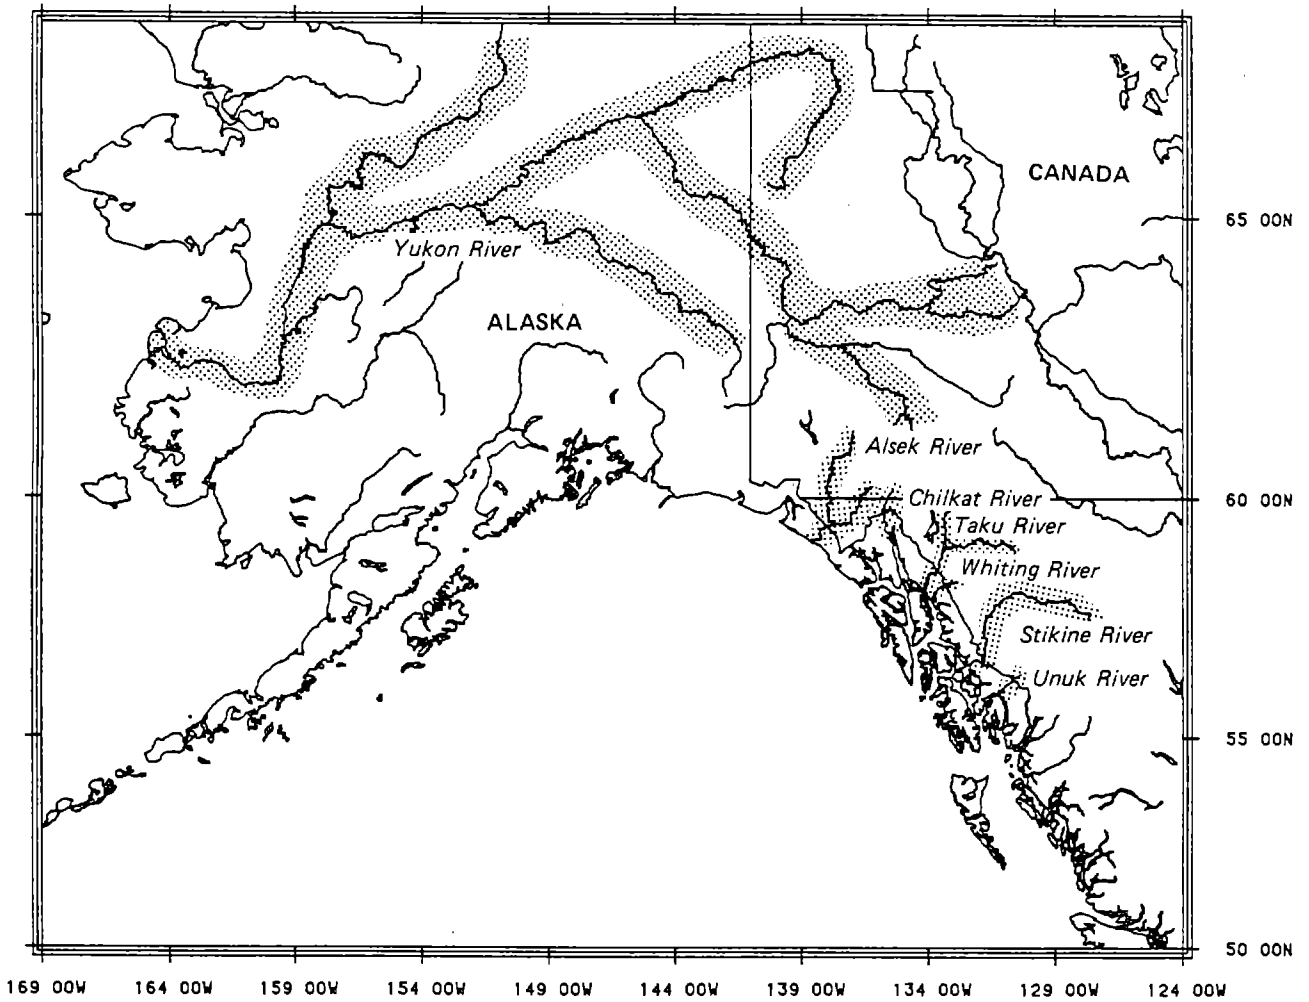 CANADA
65 00N
Yukon River
ALASKA
Alsek River
Chilkat River
60 00N
Taku River
Whiting River
Stikine River
Unuk River
55 00N
50 00N
169 00W 164 00W 159 00W 154 00W 149 00W 144 00W 139 00W 134 00W 129 00W 124 00W